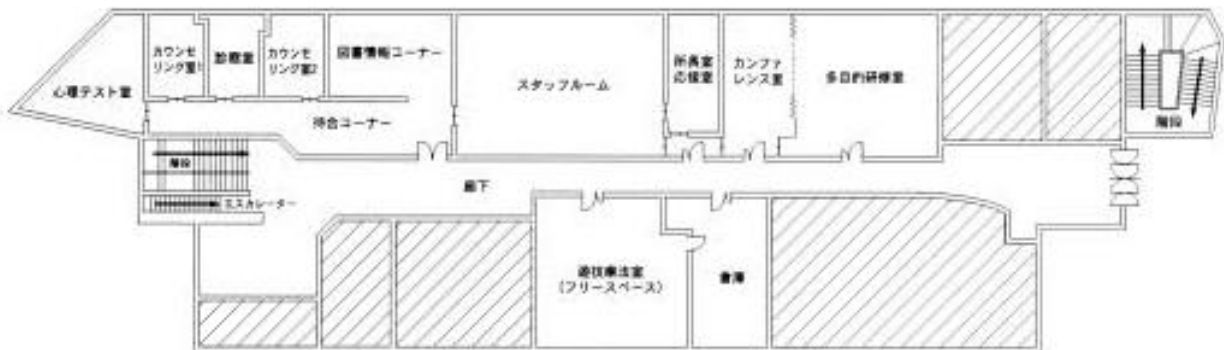 カウンセ
リング室1
診察室
カウンセ
リング室2
図書情報コーナー
心理テスト室
スタッフルーム
所長室
応接室
カンファ
レンス室
多目的研修室
待合コーナー
階段
階段
廊下
エスカレーター
遊技療法室
(フリースペース)
倉庫